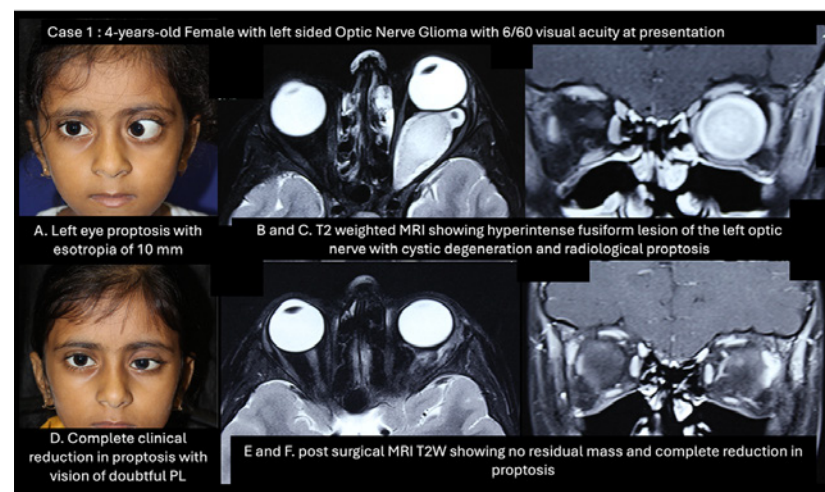 Case 1 : 4-years-old Female with left sided Optic Nerve Glioma with 6/60 visual acuity at presentation
A. Left eye proptosis with
esotropia of 10 mm
B and C. T2 weighted MRI showing hyperintense fusiform lesion of the left optic
nerve with cystic degeneration and radiological proptosis
D. Complete clinical
reduction in proptosis with
vision of doubtful PL
E and F. post surgical MRI T2W showing no residual mass and complete reduction in
proptosis